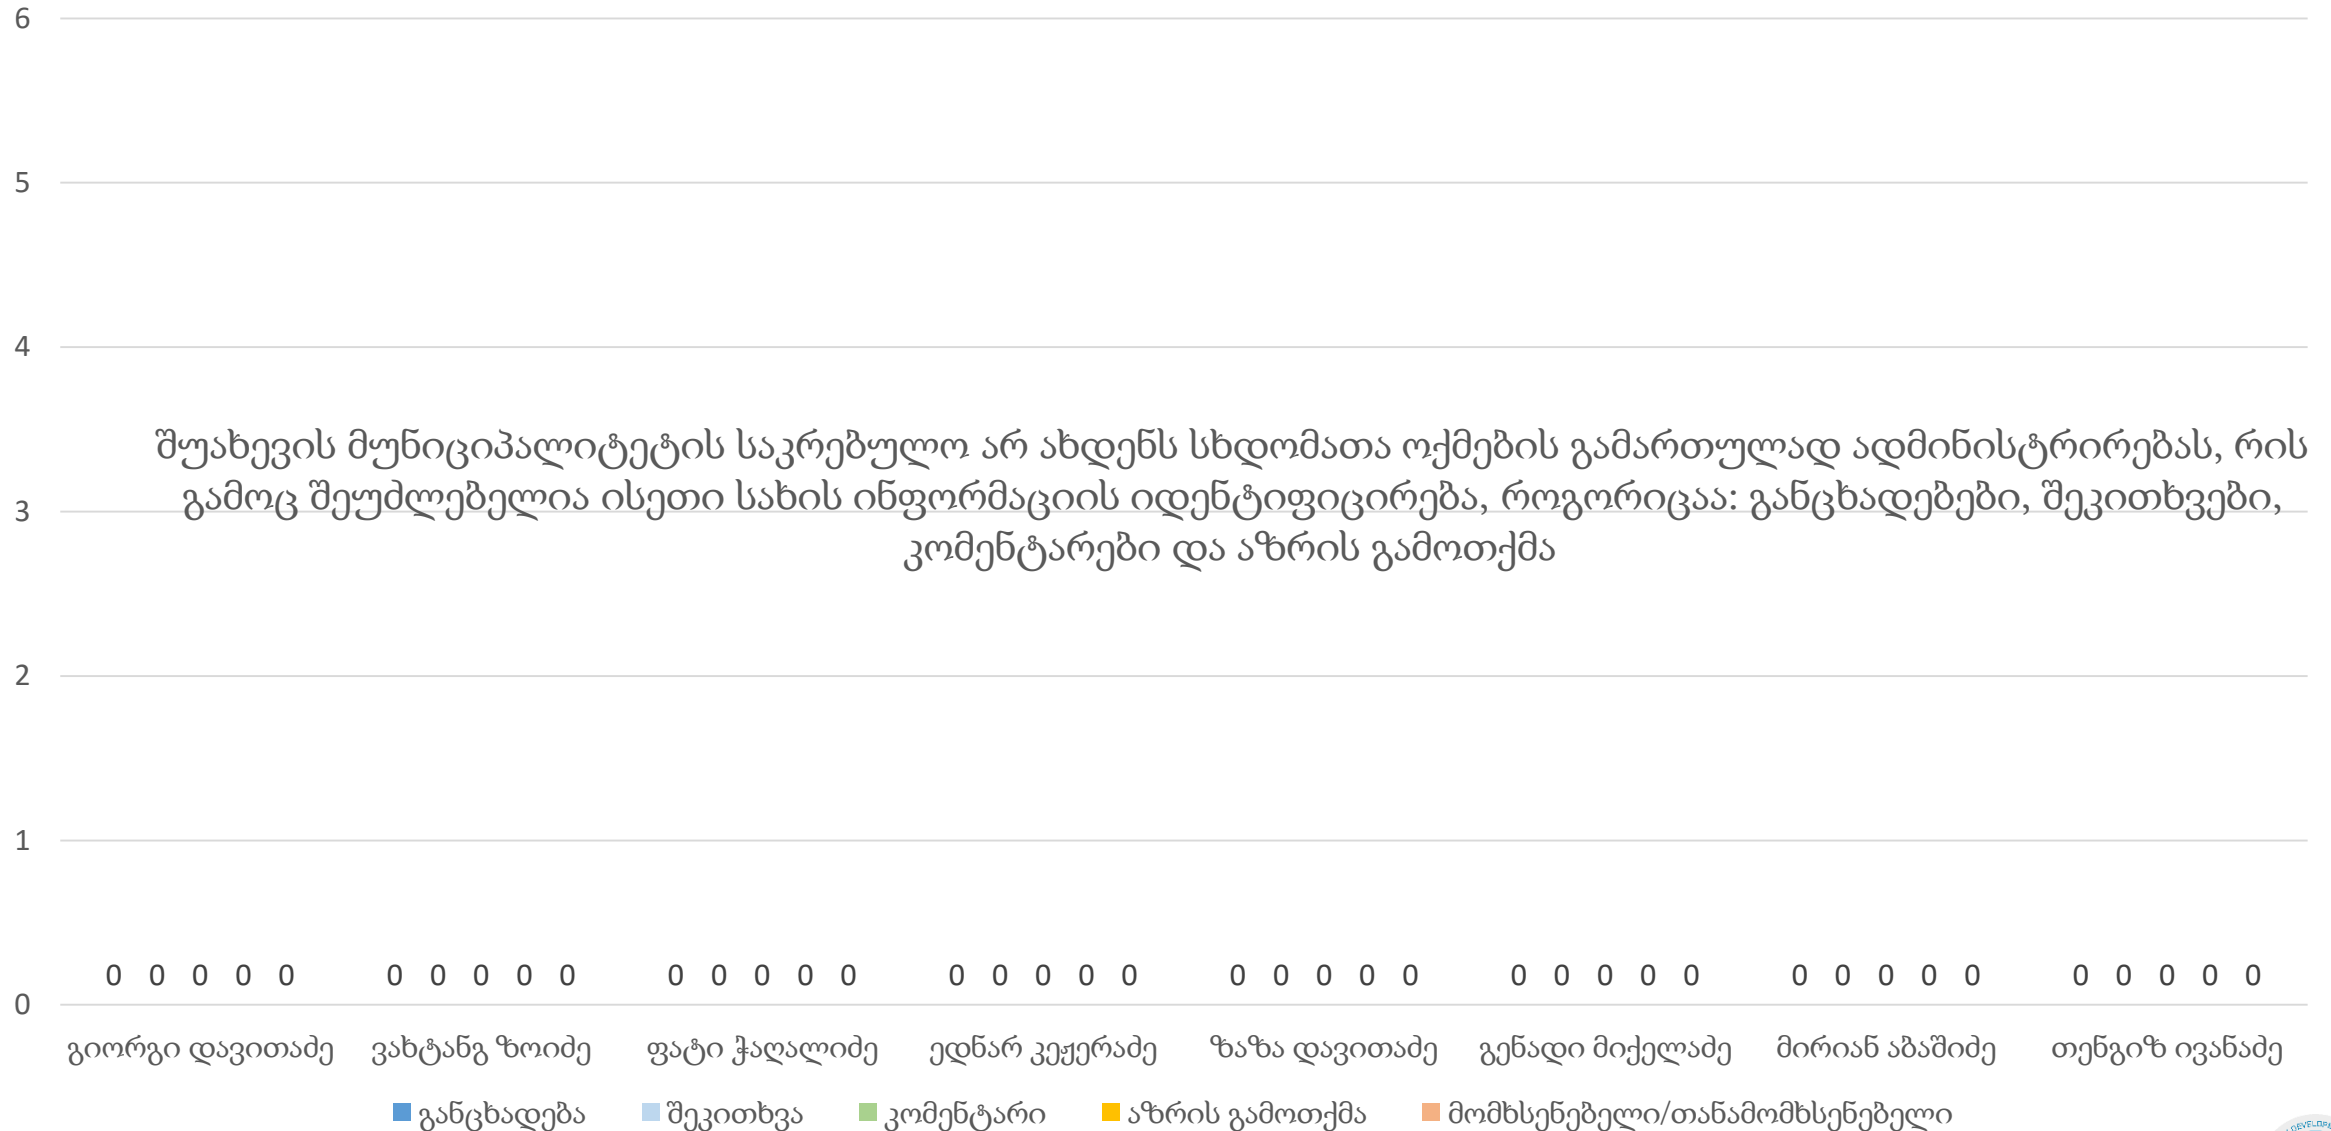 6
5
4
შუახევის მუნიციპალიტეტის საკრებულო არ ახდენს სხდომათა ოქმების გამართულად ადმინისტრირებას, რის
გამოც შეუძლებელია ისეთი სახის ინფორმაციის იდენტიფიცირება, როგორიცაა: განცხადებები, შეკითხვები,
3
კომენტარები და აზრის გამოთქმა
2
1
0 0 0 0 0 0 0 0 0 0 0 0 0 0 0 0 0 0 0 0 0 0 0 0 0 0 0 0 0 0 0 0 0 0 0 0 0 0 0 0
0
გიორგი დავითაძე ვახტანგ ზოიძე ფატი ჭაღალიძე ედნარ კეჟერაძე ზაზა დავითაძე გენადი მიქელაძე მირიან აბაშიძე თენგიზ ივანაძე
განცხადება შეკითხვა კომენტარი აზრის გამოთქმა მომხსენებელი/თანამომხსენებელი